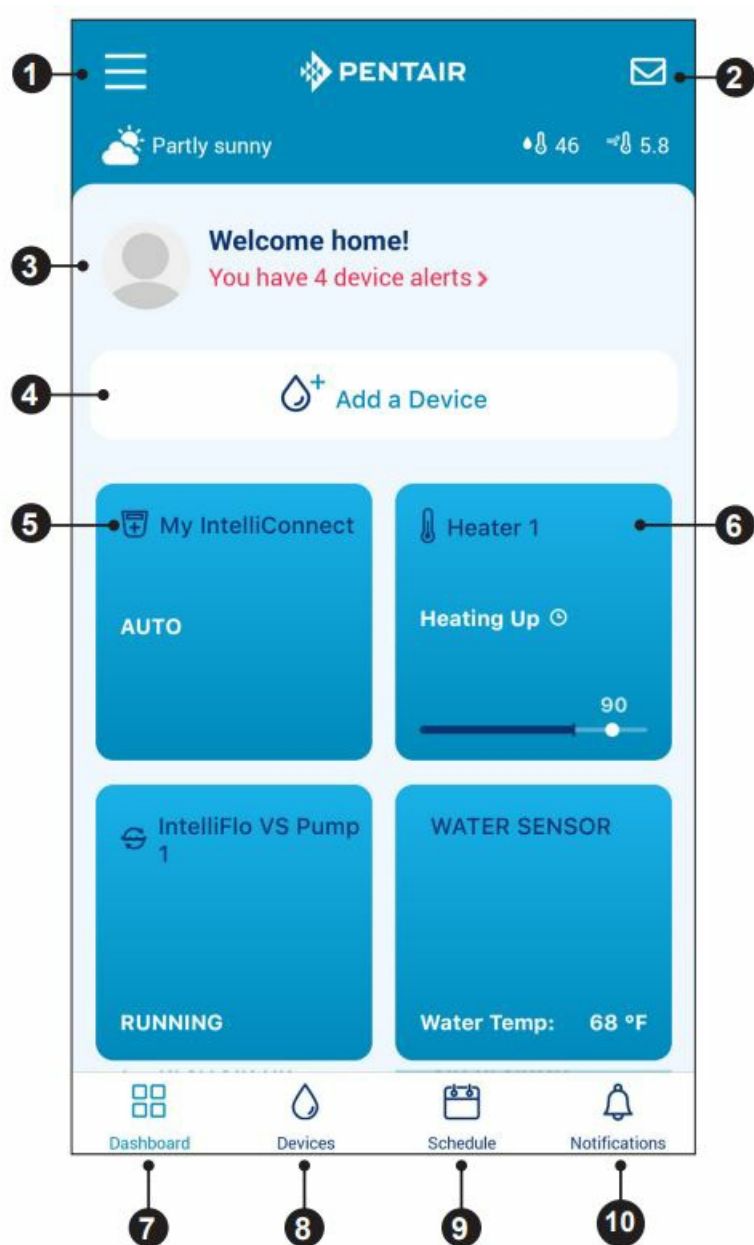 1
PENTAIR
2
Partly sunny
46
5.8
3
Welcome home!
You have 4 device alerts >
4
Add a Device
5
My IntelliConnect
Heater 1
6
AUTO
Heating Up
90
IntelliFlo VS Pump
1
WATER SENSOR
RUNNING
Water Temp: 68 °F
Dashboard
Devices
Schedule
Notifications
7
8
9
10